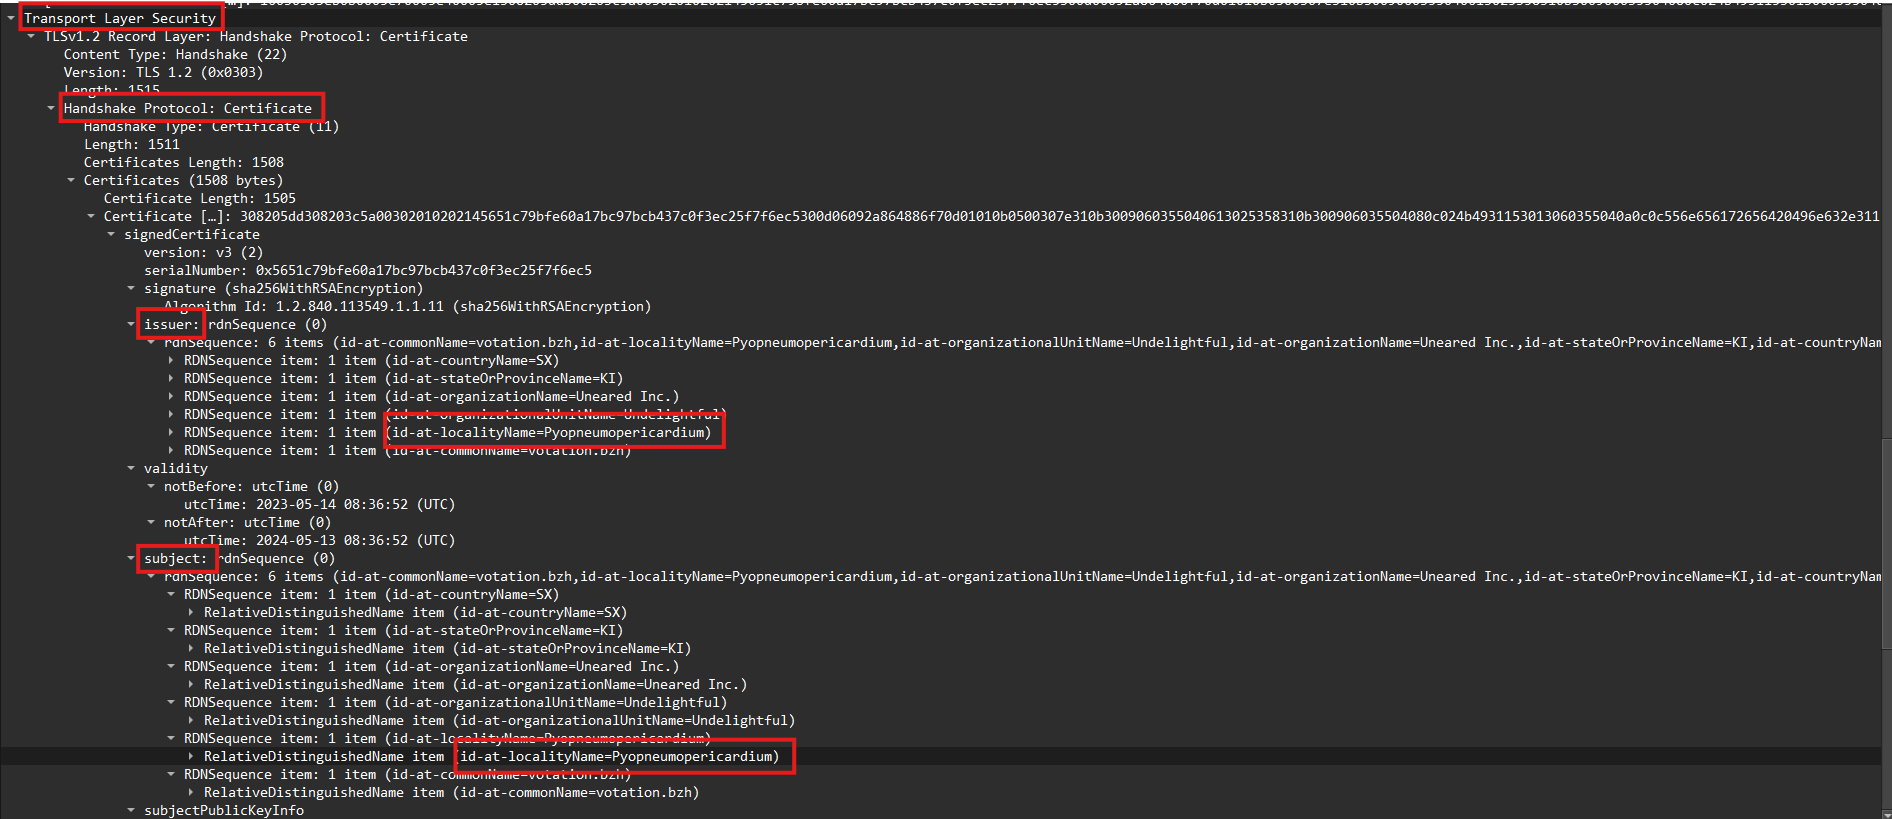 Transport Layer Security
TLSv1.2 Record Layer: Handshake Protocol: Certificate
Content Type: Handshake (22)
Version: TLS 1.2 (0x0303)
Length: 1515
Handshake Protocol: Certificate
Handshake Type: Certificate (11)
Length: 1511
Certificates Length: 1508
Certificates (1508 bytes)
Certificate Length: 1505
Certificate […]: 308205dd308203c5a00302010202145651c79bfe60a17bc97bcb437c0f3ec25f7f6ec5300d06092a864886f70d01010b0500307e310b3009060355040613025358310b300906035504080c024b4931153013060355040a0c0c556e656172656420496e632e311
signedCertificate
version: v3 (2)
serialNumber: 0x5651c79bfe60a17bc97bcb437c0f3ec25f7f6ec5
signature (sha256WithRSAEncryption)
Algorithm Id: 1.2.840.113549.1.1.11 (sha256WithRSAEncryption)
issuer: rdnSequence (0)
rdnSequence: 6 items (id-at-commonName=votation.bzh,id-at-localityName=Pyopneumopericardium,id-at-organizationalUnitName=Undelightful,id-at-organizationName=Uneared Inc.,id-at-stateOrProvinceName=KI,id-at-countryNam
RDNSequence item: 1 item (id-at-countryName=SX)
RDNSequence item: 1 item (id-at-stateOrProvinceName=KI)
RDNSequence item: 1 item (id-at-organizationName=Uneared Inc.)
RDNSequence item: 1 item (id-at-organizationalUnitName=Undelightful)
RDNSequence item: 1 item (id-at-localityName=Pyopneumopericardium)
RDNSequence item: 1 item (id-at-commonName=votation.bzh)
validity
notBefore: utcTime (0)
utcTime: 2023-05-14 08:36:52 (UTC)
notAfter: utcTime (0)
utcTime: 2024-05-13 08:36:52 (UTC)
subject: rdnSequence (0)
rdnSequence: 6 items (id-at-commonName=votation.bzh,id-at-localityName=Pyopneumopericardium,id-at-organizationalUnitName=Undelightful,id-at-organizationName=Uneared Inc.,id-at-stateOrProvinceName=KI,id-at-countryNam
RDNSequence item: 1 item (id-at-countryName=SX)
RelativeDistinguishedName item (id-at-countryName=SX)
RDNSequence item: 1 item (id-at-stateOrProvinceName=KI)
RelativeDistinguishedName item (id-at-stateOrProvinceName=KI)
RDNSequence item: 1 item (id-at-organizationName=Uneared Inc.)
RelativeDistinguishedName item (id-at-organizationName=Uneared Inc.)
RDNSequence item: 1 item (id-at-organizationalUnitName=Undelightful)
RelativeDistinguishedName item (id-at-organizationalUnitName=Undelightful)
RDNSequence item: 1 item (id-at-localityName=Pyopneumopericardium)
RelativeDistinguishedName item (id-at-localityName=Pyopneumopericardium)
RDNSequence item: 1 item (id-at-commonName=votation.bzh)
RelativeDistinguishedName item (id-at-commonName=votation.bzh)
subjectPublicKeyInfo